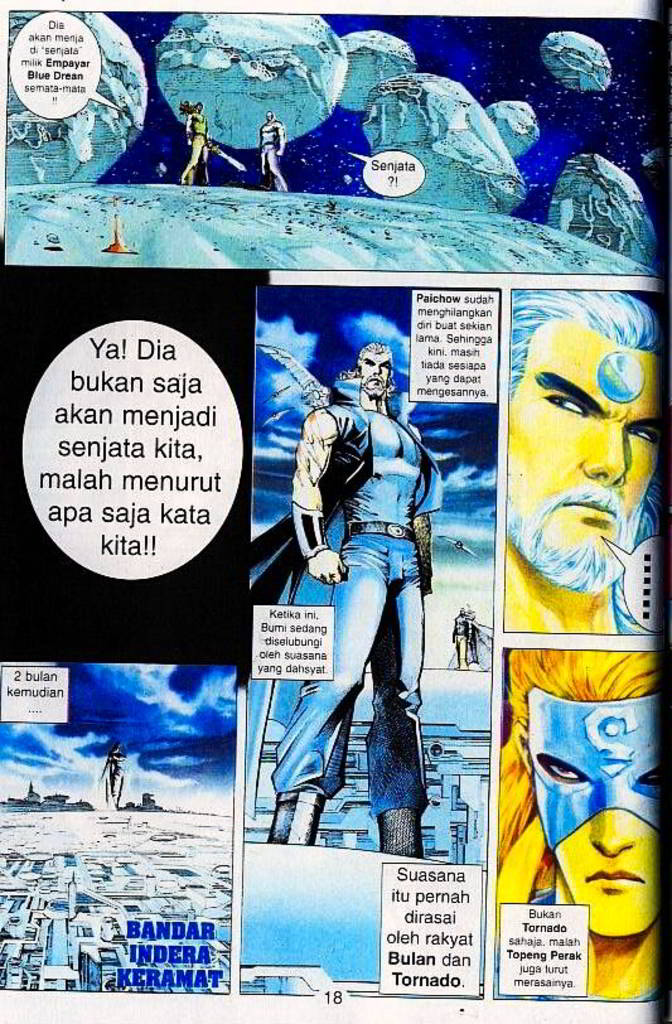 Dia
akan menja
di "senjata"
milik Empayar
Blue Drean
semata-mata
!!
Senjata
?!
Ya! Dia
bukan saja
akan menjadi
senjata kita,
malah menurut
apa saja kata
kita!!
2 bulan
kemudian
....
BANDAR
INDERA
KERAMAT
Paichow sudah
menghilangkan
diri buat sekian
lama. Sehingga
kini, masih
tiada sesiapa
yang dapat
mengesannya.
Ketika ini,
Bumi sedang
diselubungi
oleh suasana
yang dahsyat.
Suasana
itu pernah
dirasai
oleh rakyat
Bulan dan
Tornado.
Bukan
Tornado
sahaja, malah
Topeng Perak
juga turut
merasainya.
18